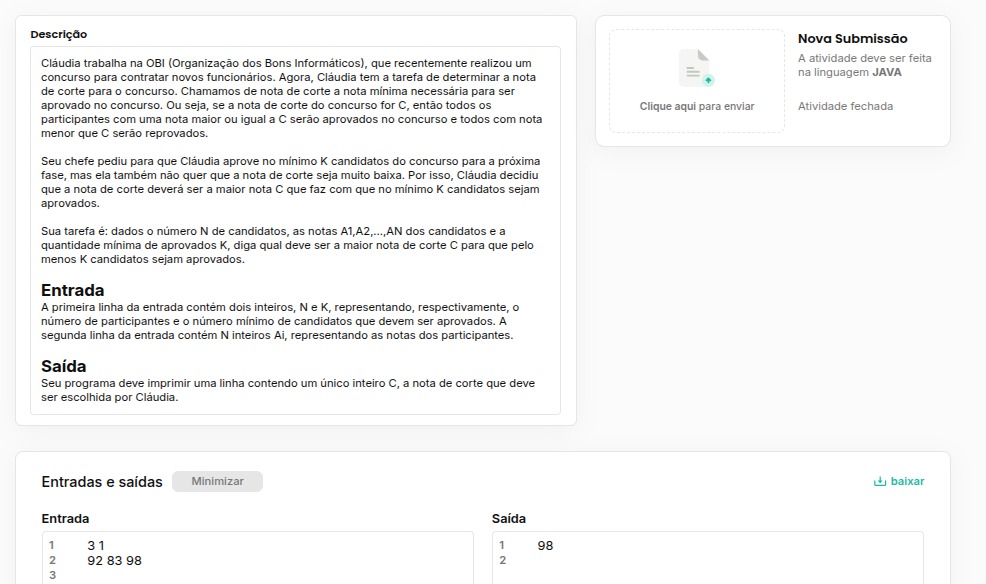 Descrição
Cláudia trabalha na OBI (Organização dos Bons Informáticos), que recentemente realizou um
concurso para contratar novos funcionários. Agora, Cláudia tem a tarefa de determinar a nota
de corte para o concurso. Chamamos de nota de corte a nota mínima necessária para ser
aprovado no concurso. Ou seja, se a nota de corte do concurso for C, então todos os
participantes com uma nota maior ou igual a C serão aprovados no concurso e todos com nota
menor que C serão reprovados.
Seu chefe pediu para que Cláudia aprove no mínimo K candidatos do concurso para a próxima
fase, mas ela também não quer que a nota de corte seja muito baixa. Por isso, Cláudia decidiu
que a nota de corte deverá ser a maior nota C que faz com que no mínimo K candidatos sejam
aprovados.
Sua tarefa é: dados o número N de candidatos, as notas A1,A2,...,AN dos candidatos e a
quantidade mínima de aprovados K, diga qual deve ser a maior nota de corte C para que pelo
menos K candidatos sejam aprovados.
Entrada
A primeira linha da entrada contém dois inteiros, N e K, representando, respectivamente, o
número de participantes e o número mínimo de candidatos que devem ser aprovados. A
segunda linha da entrada contém N inteiros Ai, representando as notas dos participantes.
Saída
Seu programa deve imprimir uma linha contendo um único inteiro C, a nota de corte que deve
ser escolhida por Cláudia.
Clique aqui para enviar
Nova Submissão
A atividade deve ser feita
na linguagem JAVA
Atividade fechada
Entradas e saídas
Minimizar
baixar
Entrada
1 3 1
2 92 83 98
3
Saída
1 98
2